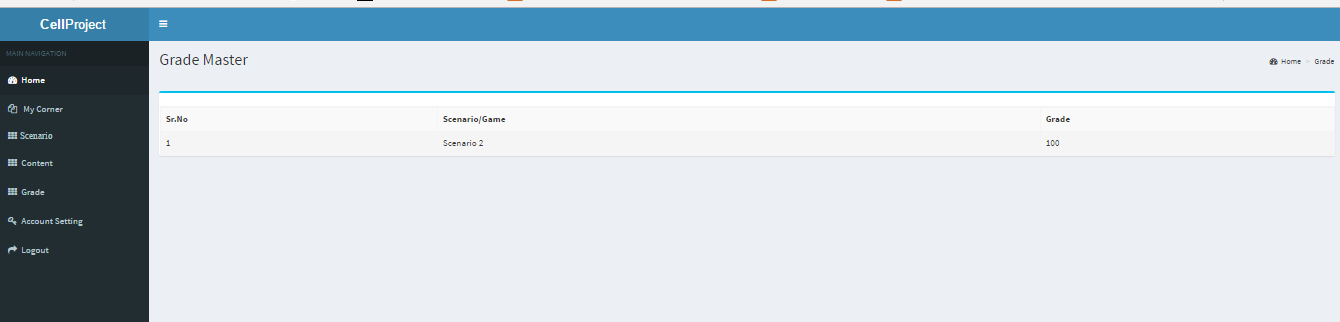 CellProject
MAIN NAVIGATION
Home
My Corner
Scenario
Content
Grade
Account Setting
Logout
Grade Master
Home > Grade
Sr.No Scenario/Game Grade
1 Scenario 2 100